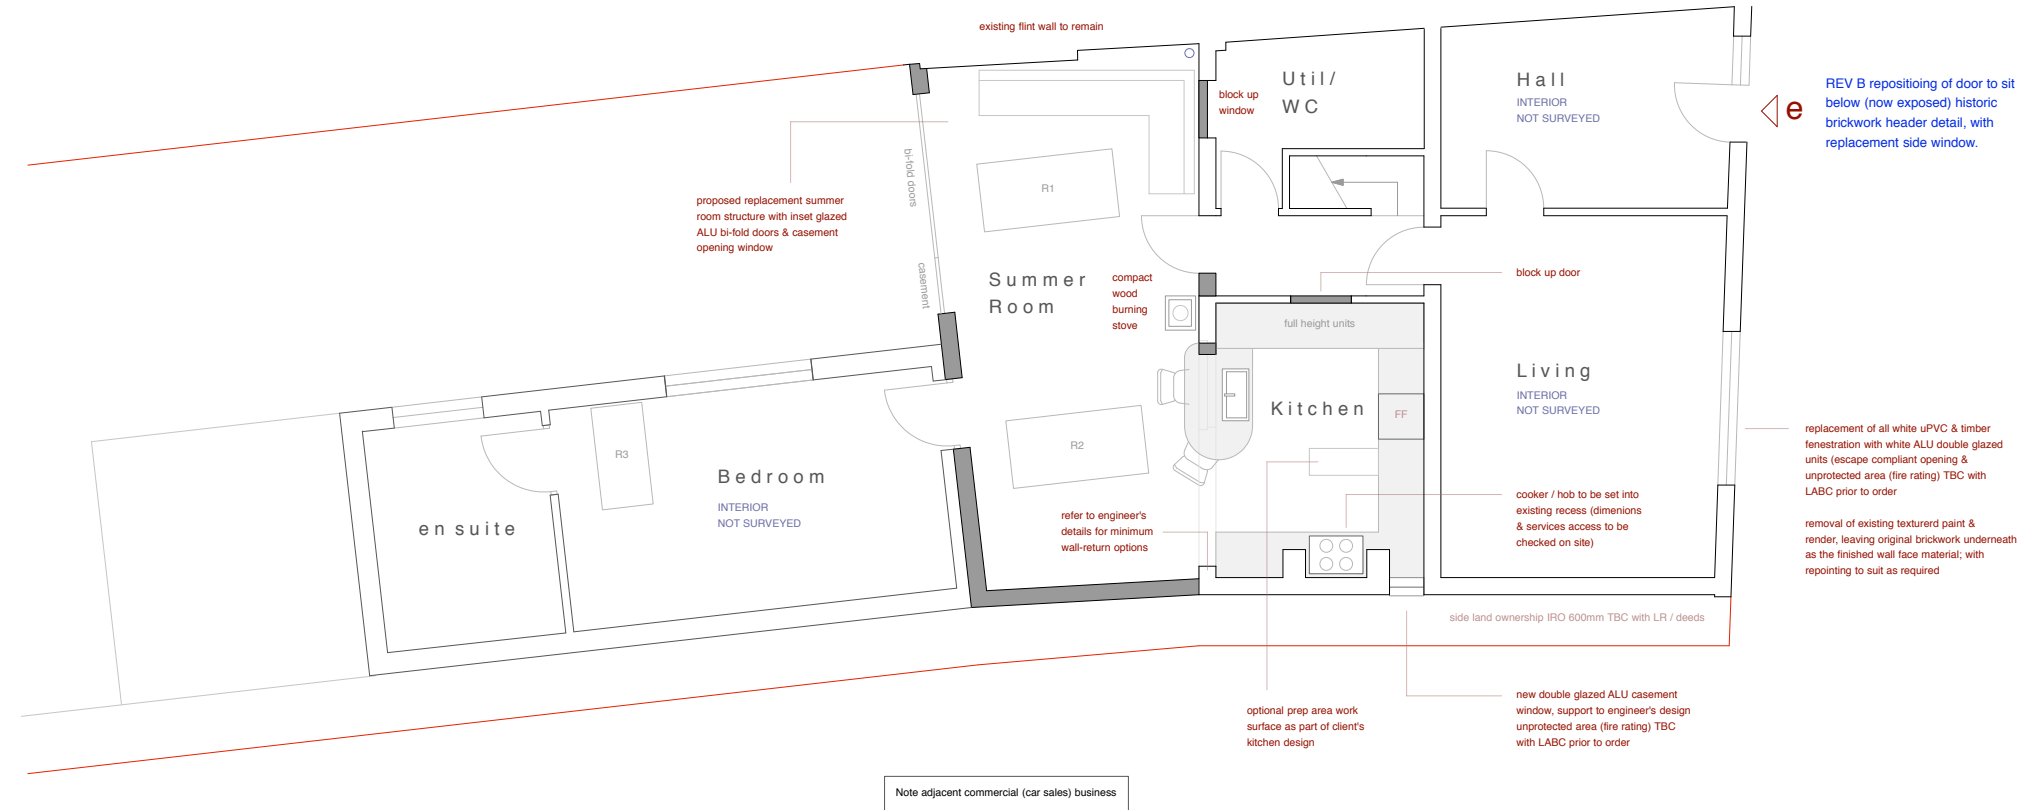 existing flint wall to remain
Util/
WC
block up
window
Hall
INTERIOR
NOT SURVEYED
e
REV B repositioing of door to sit
below (now exposed) historic
brickwork header detail, with
replacement side window.
bi-fold doors
casement
R1
proposed replacement summer
room structure with inset glazed
ALU bi-fold doors & casement
opening window
Summer
Room
compact
wood
burning
stove
block up door
full height units
Living
INTERIOR
NOT SURVEYED
Kitchen
FF
R3
R2
Bedroom
INTERIOR
NOT SURVEYED
en suite
refer to engineer's
details for minimum
wall-return options
cooker / hob to be set into
existing recess (dimenions
& services access to be
checked on site)
replacement of all white uPVC & timber
fenestration with white ALU double glazed
units (escape compliant opening &
unprotected area (fire rating) TBC with
LABC prior to order
removal of existing texturerd paint &
render, leaving original brickwork underneath
as the finished wall face material; with
repointing to suit as required
side land ownership IRO 600mm TBC with LR / deeds
optional prep area work
surface as part of client's
kitchen design
new double glazed ALU casement
window, support to engineer's design
unprotected area (fire rating) TBC
with LABC prior to order
Note adjacent commercial (car sales) business